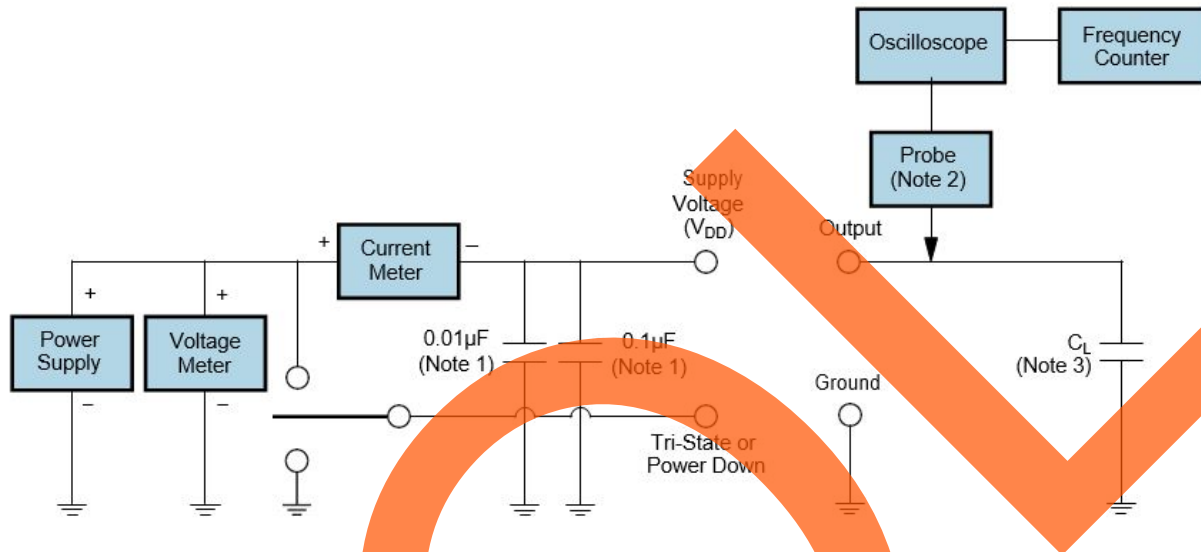 Oscilloscope
Frequency
Counter
Probe
(Note 2)
Supply
Voltage
(VDD)
Output
+
Current
Meter
–
+
Power
Supply
–
+
Voltage
Meter
–
0.01µF
(Note 1)
0.1µF
(Note 1)
CL
(Note 3)
Ground
Tri-State or
Power Down